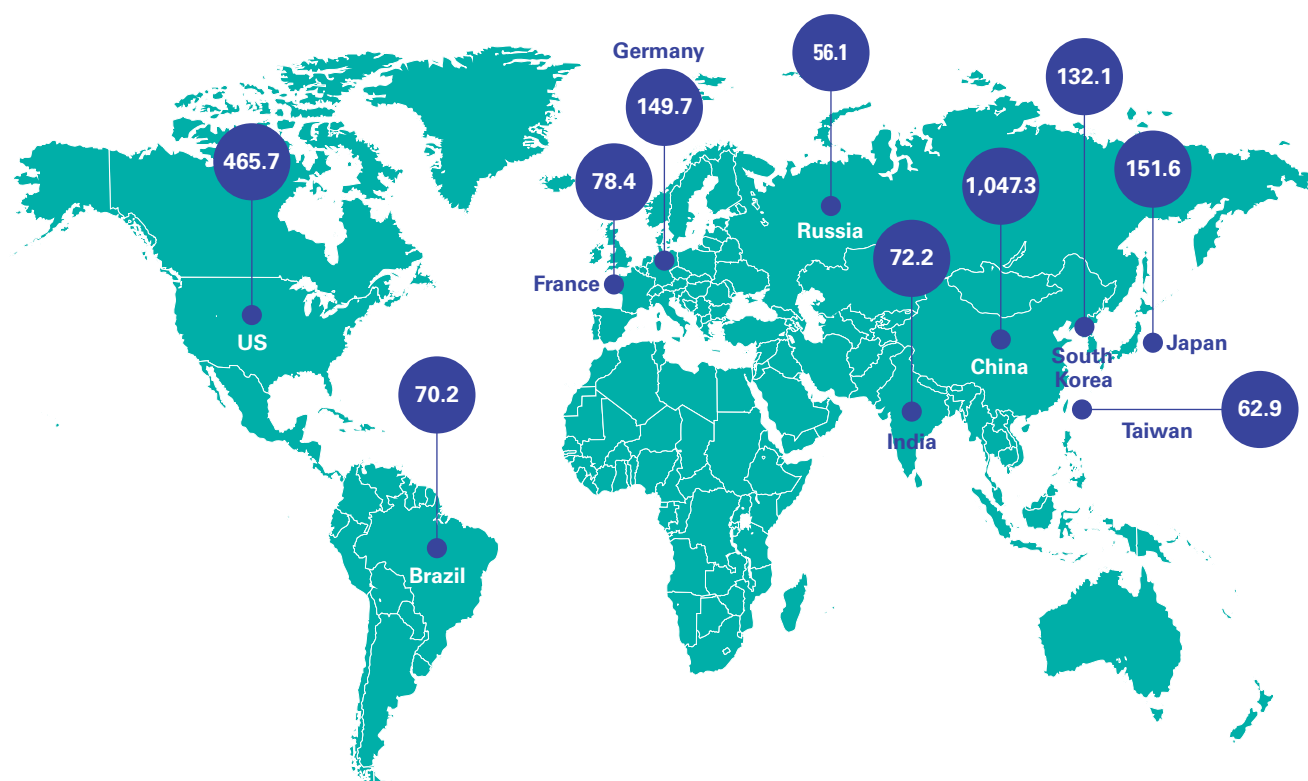 Germany
56.1
132.1
149.7
465.7
78.4
1,047.3
151.6
Russia
72.2
France
US
China
South
Korea
Japan
70.2
62.9
Taiwan
India
Brazil